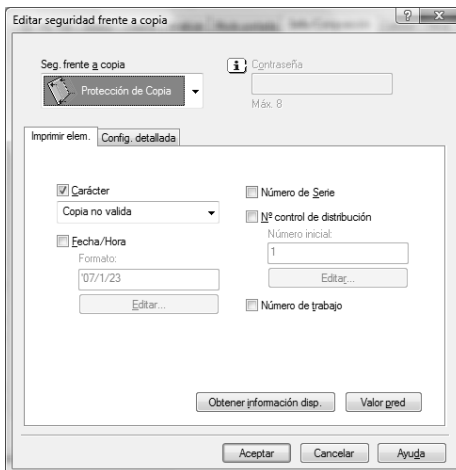 Editar seguridad frente a copia
Seg. frente a copia
Contraseña
Protección de Copia
Máx. 8
Imprimir elem.
Config. detallada
Carácter
Número de Serie
Copia no valida
Nº control de distribución
Fecha/Hora
Número inicial:
Formato:
1
'07/1/23
Editar...
Editar...
Número de trabajo
Obtener información disp.
Valor pred
Aceptar
Cancelar
Ayuda